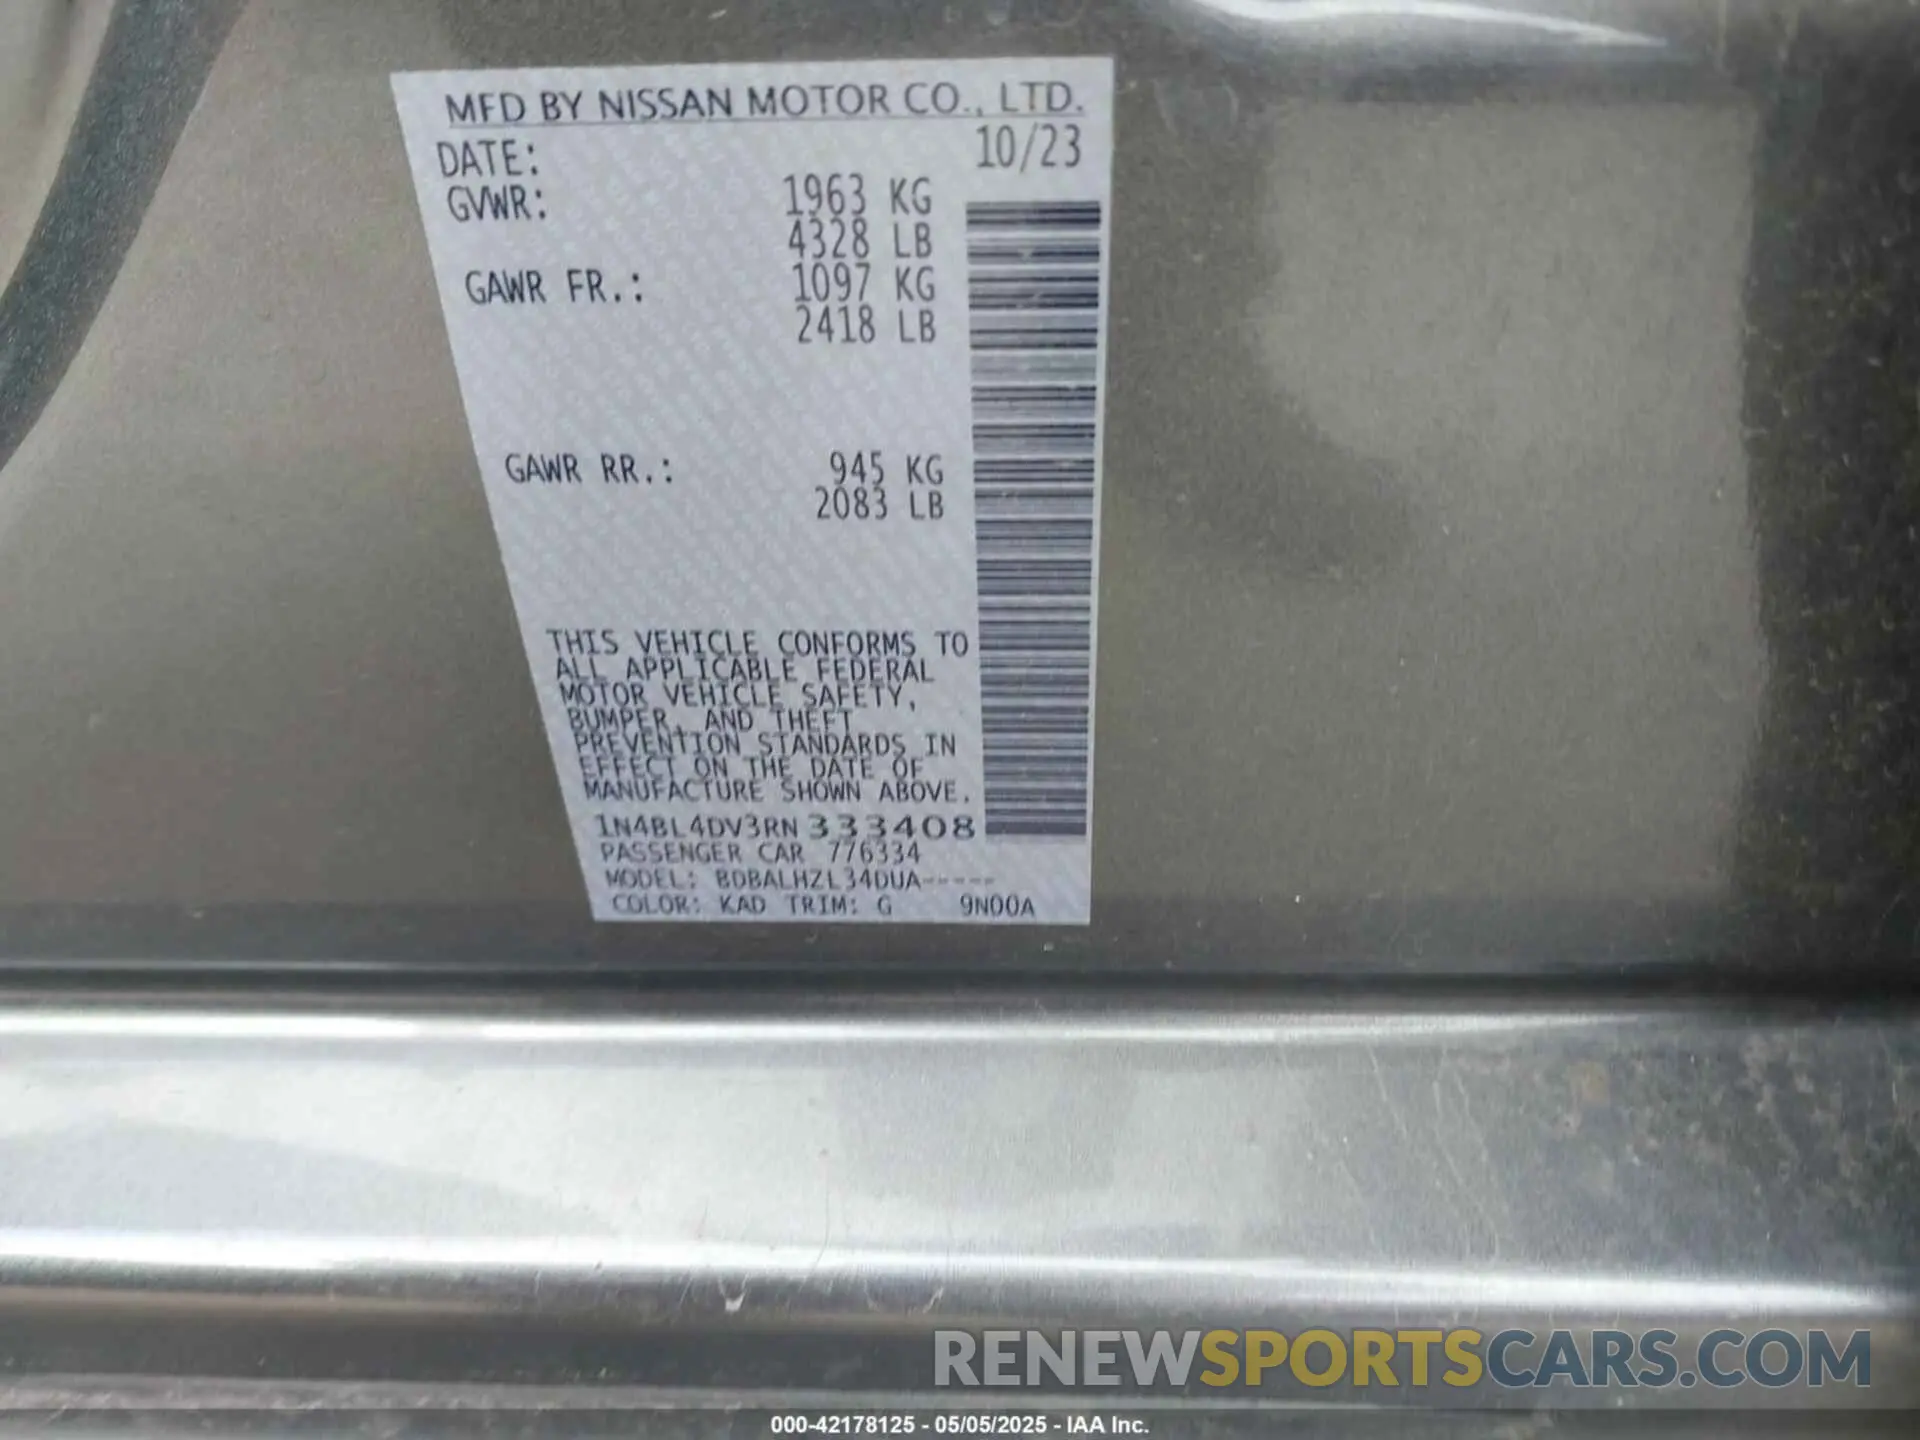 MFD BY NISSAN MOTOR CO., LTD.
DATE: 10/23
GVWR: 1963 KG
4328 LB
GAWR FR.: 1097 KG
2418 LB
GAWR RR.: 945 KG
2083 LB
THIS VEHICLE CONFORMS TO
ALL APPLICABLE FEDERAL
MOTOR VEHICLE SAFETY,
BUMPER, AND THEFT
PREVENTION STANDARDS IN
EFFECT ON THE DATE OF
MANUFACTURE SHOWN ABOVE.
1N4BL4DV3RN333408
PASSENGER CAR 776334
MODEL: BDBALHZL34DUA-----
COLOR: KAD TRIM: G 9N00A
RENEWSPORTSCARS.COM
000-42178125 - 05/05/2025 - IAA Inc.